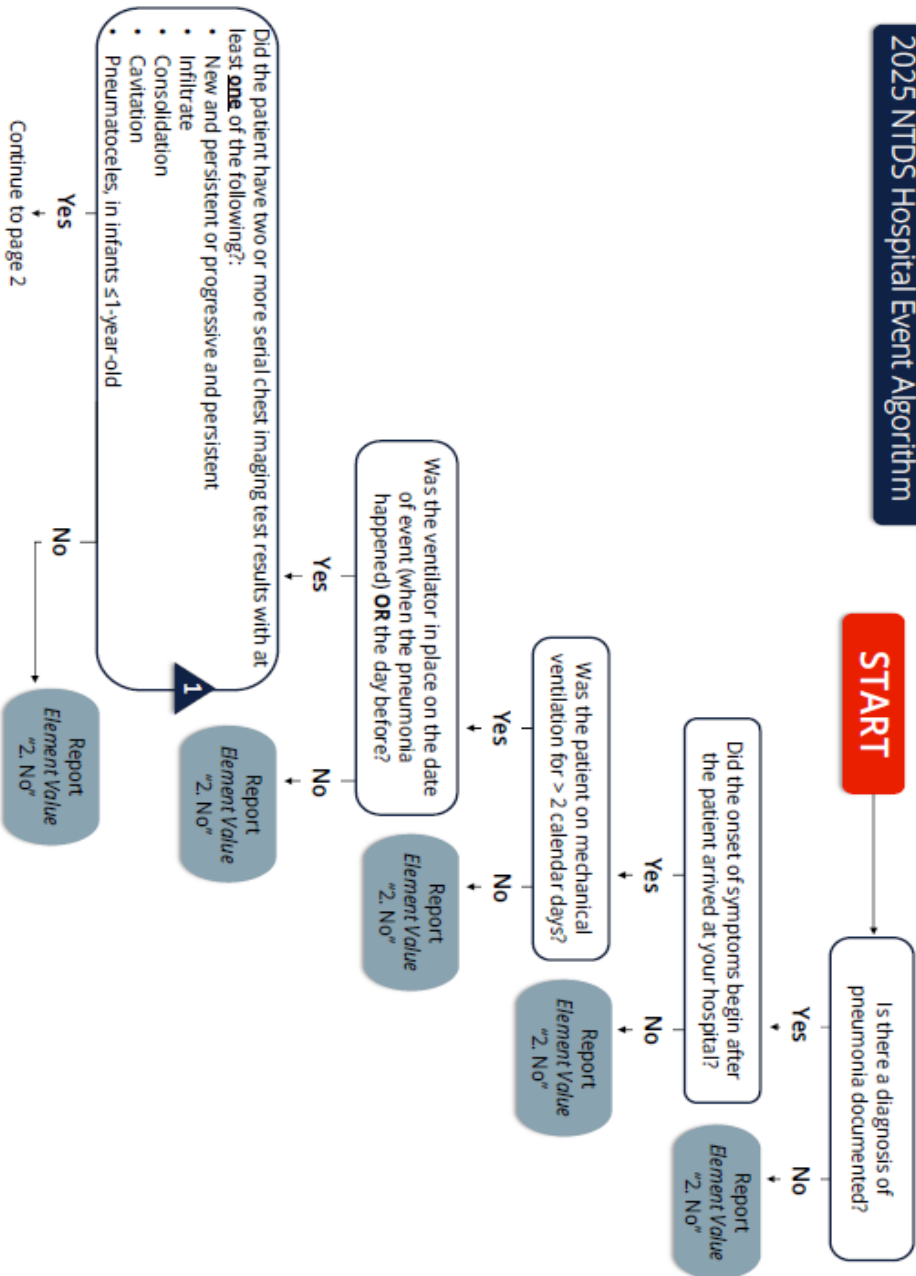 2025 NTDS Hospital Event Algorithm
START
Is there a diagnosis of
pneumonia documented?
Yes
No
Report
Element Value
“2. No”
Did the onset of symptoms begin after
the patient arrived at your hospital?
Yes
No
Report
Element Value
“2. No”
Was the patient on mechanical
ventilation for > 2 calendar days?
Yes
No
Report
Element Value
“2. No”
Was the ventilator in place on the date
of event (when the pneumonia
happened) OR the day before?
Yes
No
Report
Element Value
“2. No”
Did the patient have two or more serial chest imaging test results with at
least one of the following?:
• New and persistent or progressive and persistent
• Infiltrate
• Consolidation
• Cavitation
• Pneumatoceles, in infants ≤1-year-old
1
Yes
No
Report
Element Value
“2. No”
Continue to page 2